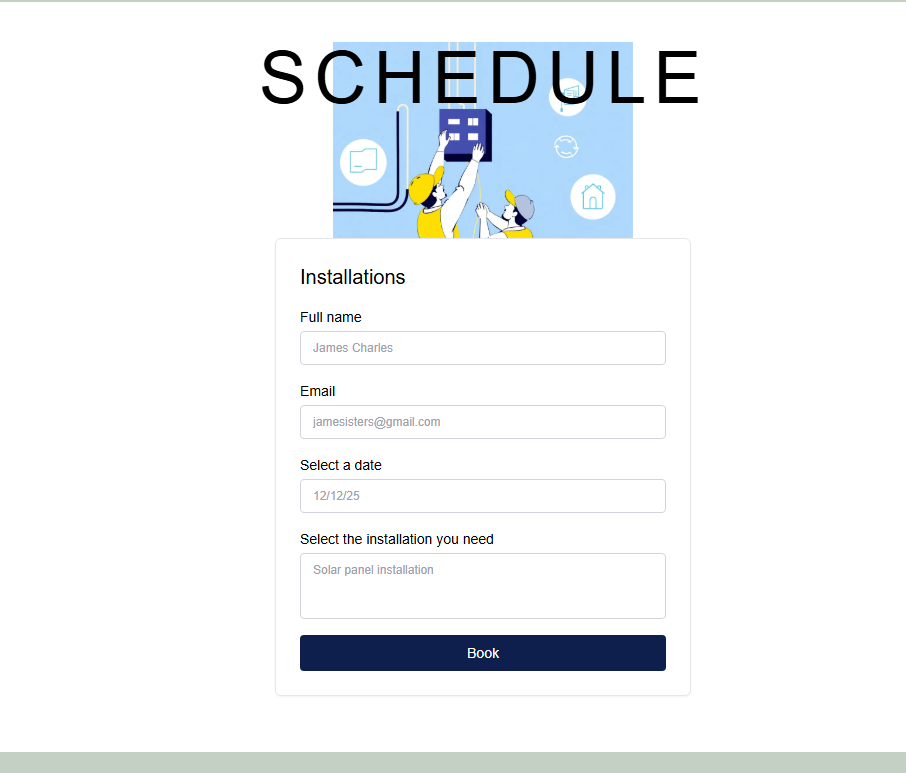 SCHEDULE
Installations
Full name
James Charles
Email
jamesisters@gmail.com
Select a date
12/12/25
Select the installation you need
Solar panel installation
Book